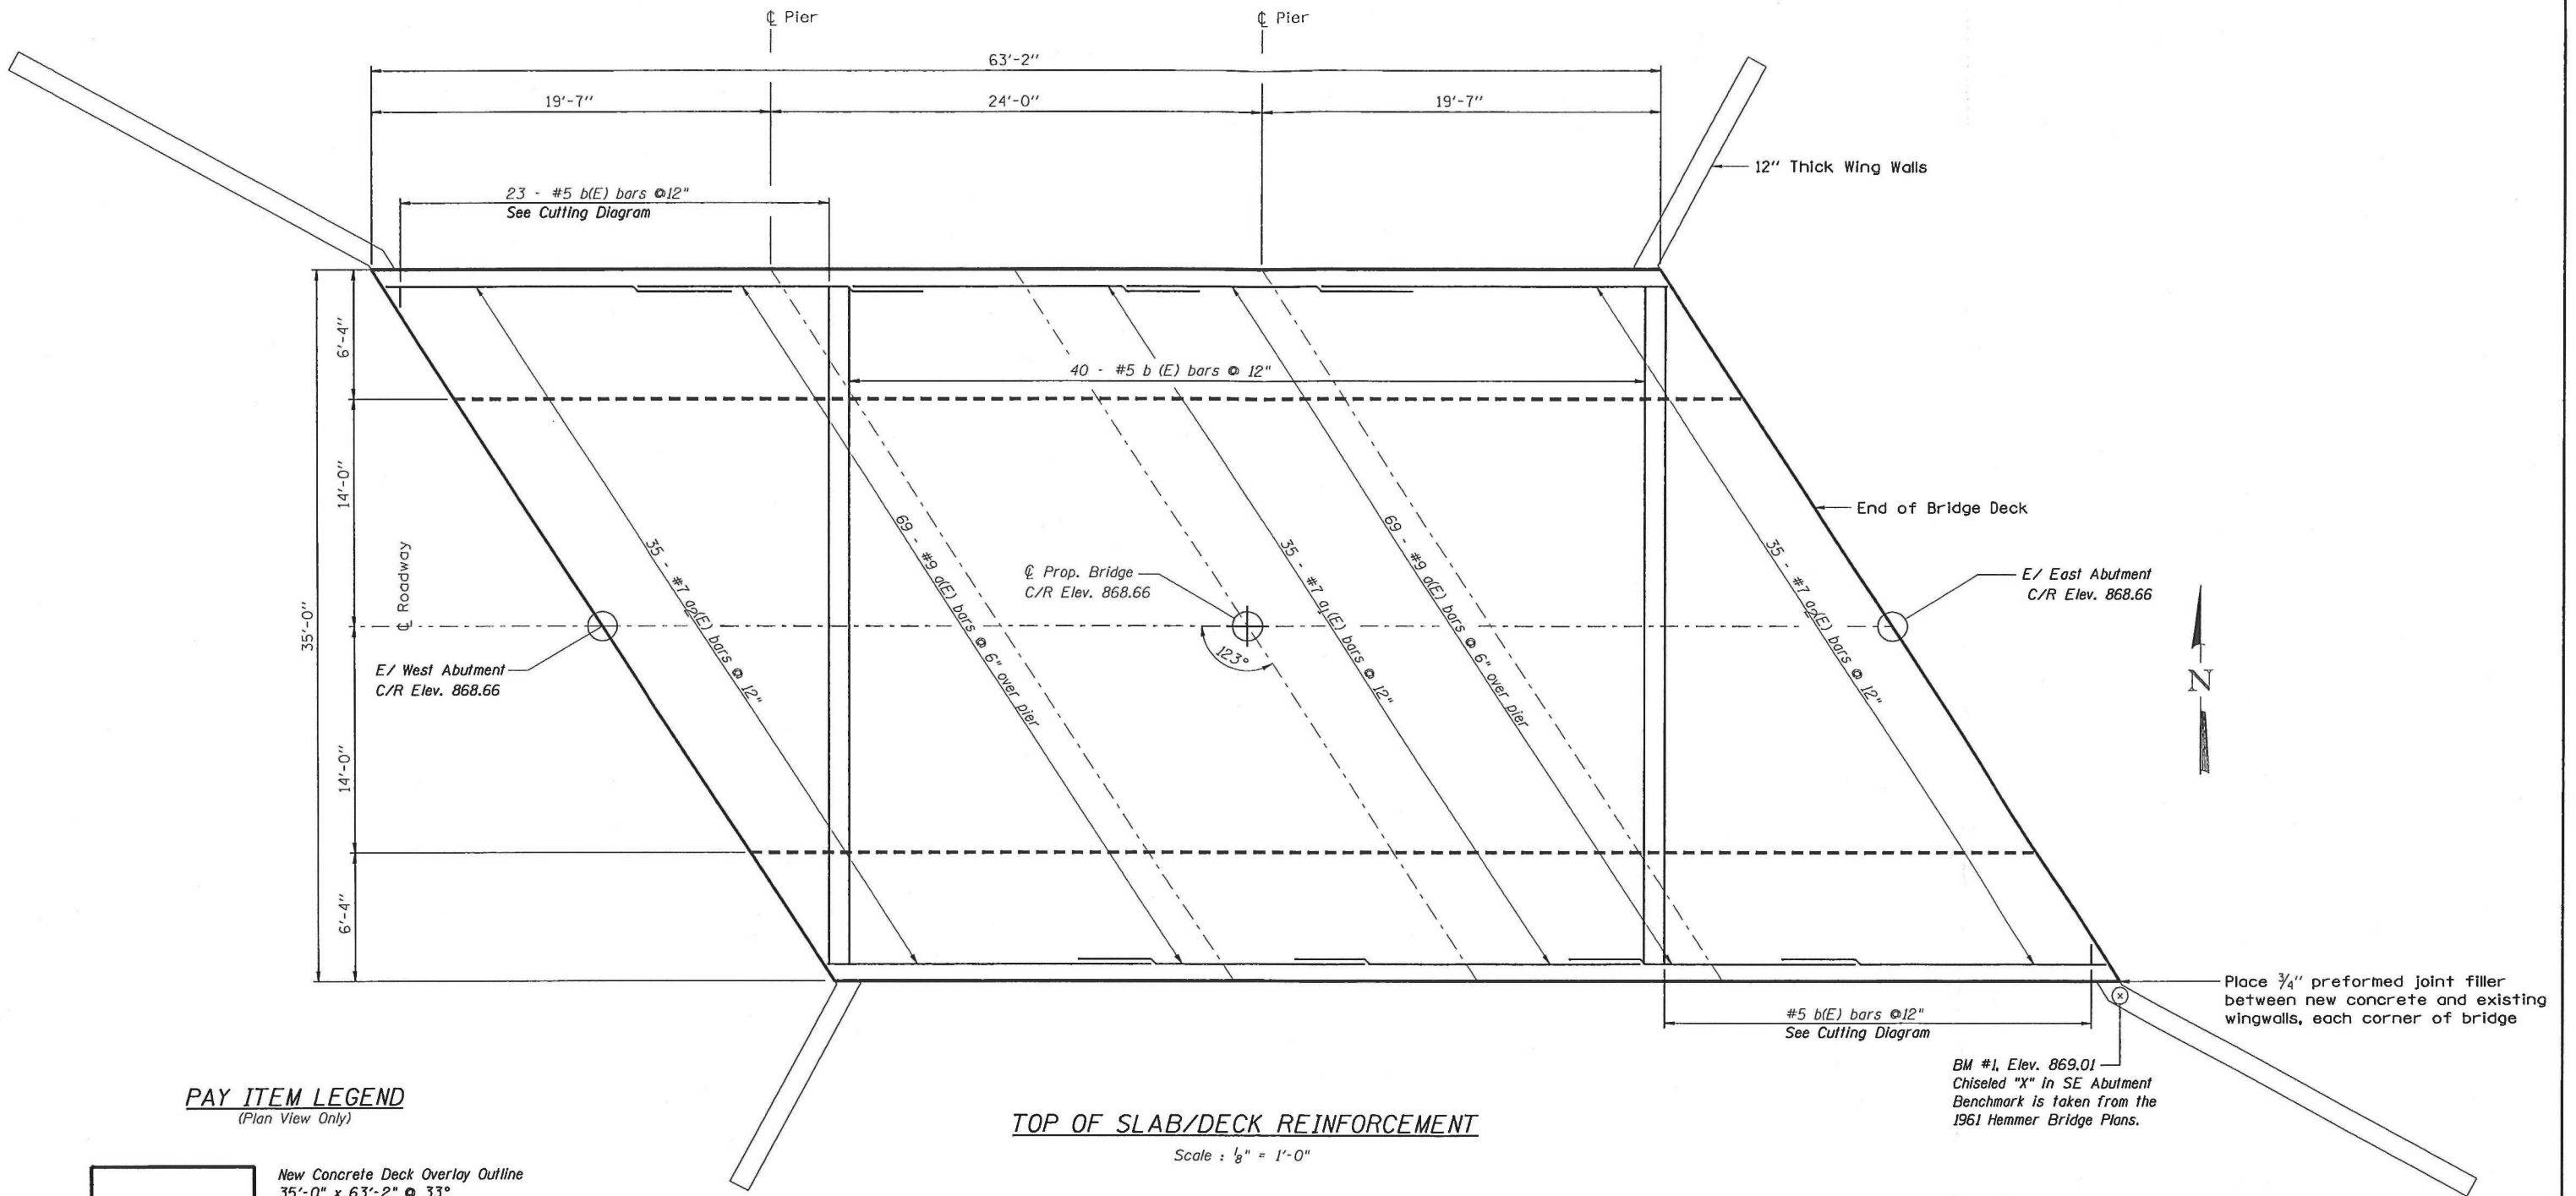 ℄ Pier
℄ Pier
63'-2"
19'-7"
24'-0"
19'-7"
12" Thick Wing Walls
23 - #5 b(E) bars @12"
See Cutting Diagram
6'-4"
40 - #5 b (E) bars @ 12"
14'-0"
End of Bridge Deck
35'-0"
℄ Roadway
35 - #7 a2(E) bars @ 12"
69 - #9 a(E) bars @ 6" over pier
℄ Prop. Bridge
C/R Elev. 868.66
35 - #7 a1(E) bars @ 12"
69 - #9 a(E) bars @ 6" over pier
35 - #7 a2(E) bars @ 12"
E/ East Abutment
C/R Elev. 868.66
E/ West Abutment
C/R Elev. 868.66
123°
N
14'-0"
6'-4"
Place 3/4" preformed joint filler
between new concrete and existing
wingwalls, each corner of bridge
#5 b(E) bars @12"
See Cutting Diagram
BM #1, Elev. 869.01
Chiseled "X" in SE Abutment
Benchmark is taken from the
1961 Hemmer Bridge Plans.
PAY ITEM LEGEND
(Plan View Only)
TOP OF SLAB/DECK REINFORCEMENT
Scale : 1/8" = 1'-0"
New Concrete Deck Overlay Outline
35'-0" x 63'-2" @ 33°